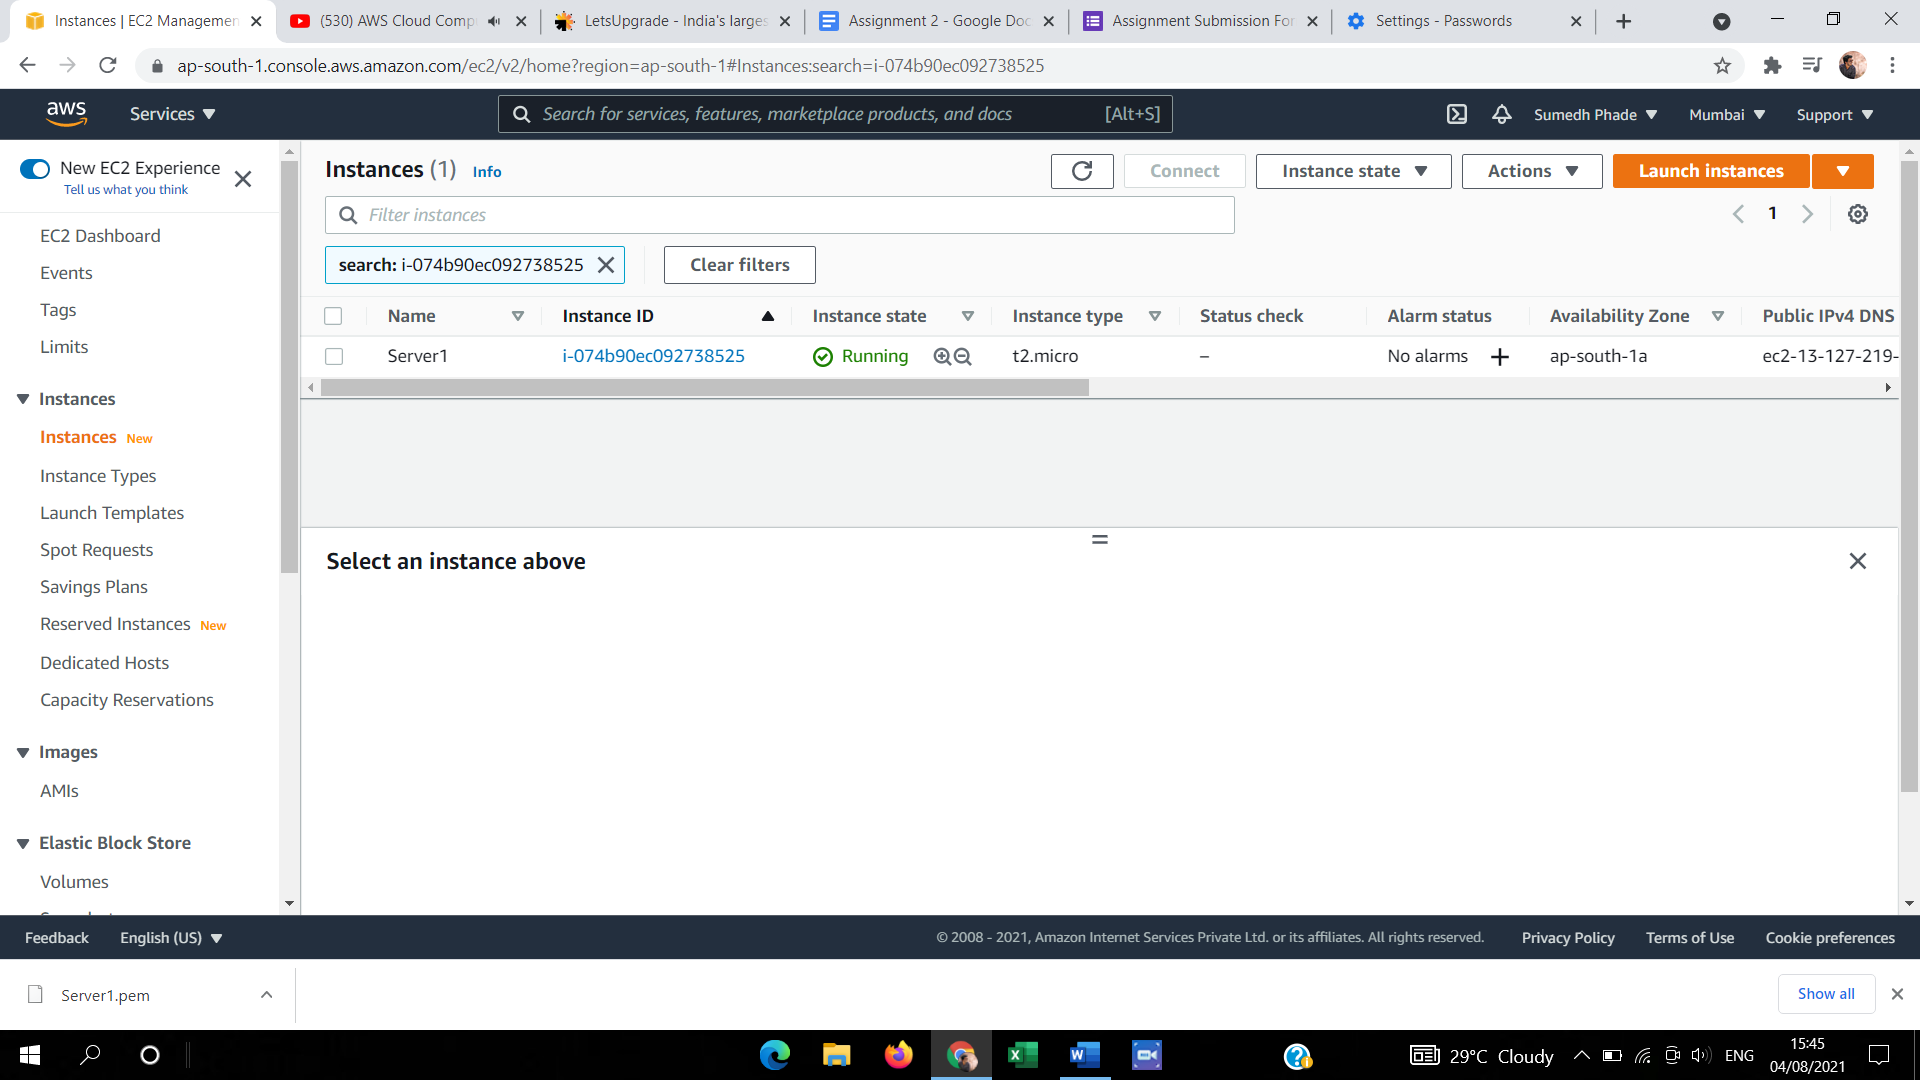 Instances | EC2 Managemen
(530) AWS Cloud Comp
LetsUpgrade - India's larges
Assignment 2 - Google Doc
Assignment Submission For
Settings - Passwords
ap-south-1.console.aws.amazon.com/ec2/v2/home?region=ap-south-1#Instances:search=i-074b90ec092738525
aws
Services
Search for services, features, marketplace products, and docs [Alt+S]
Sumedh Phade
Mumbai
Support
New EC2 Experience
Tell us what you think
EC2 Dashboard
Events
Tags
Limits
Instances
Instances New
Instance Types
Launch Templates
Spot Requests
Savings Plans
Reserved Instances New
Dedicated Hosts
Capacity Reservations
Images
AMIs
Elastic Block Store
Volumes
Instances (1) Info
Connect
Instance state
Actions
Launch instances
Filter instances
1
search: i-074b90ec092738525
Clear filters
Name Instance ID Instance state Instance type Status check Alarm status Availability Zone Public IPv4 DNS
Server1 i-074b90ec092738525 Running t2.micro – No alarms ap-south-1a ec2-13-127-219-
Select an instance above
Feedback English (US)
© 2008 - 2021, Amazon Internet Services Private Ltd. or its affiliates. All rights reserved. Privacy Policy Terms of Use Cookie preferences
Server1.pem
Show all
29°C Cloudy
ENG
15:45
04/08/2021